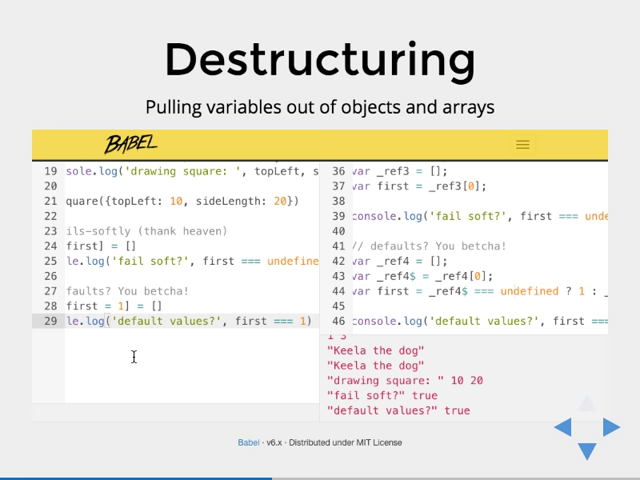 Destructuring
Pulling variables out of objects and arrays
BABEL
19 sole.log('drawing square: ', topLeft, s
20
21 quare({topLeft: 10, sideLength: 20})
22
23 ils-softly (thank heaven)
24 first] = []
25 le.log('fail soft?', first === undefine
26
27 faults? You betcha!
28 first = 1] = []
29 le.log('default values?', first === 1)
36 var _ref3 = [];
37 var first = _ref3[0];
38
39 console.log('fail soft?', first === unde
40
41 // defaults? You betcha!
42 var _ref4 = [];
43 var _ref4$ = _ref4[0];
44 var first = _ref4$ === undefined ? 1 : _
45
46 console.log('default values?', first ===
1 3
"Keela the dog"
"Keela the dog"
"drawing square: " 10 20
"fail soft?" true
"default values?" true
Babel · v6.x · Distributed under MIT License